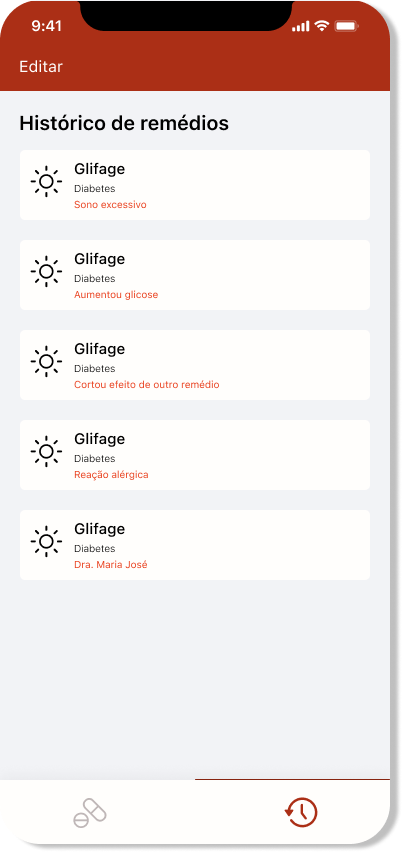 9:41
Editar
Histórico de remédios
Glifage
Diabetes
Sono excessivo
Glifage
Diabetes
Aumentou glicose
Glifage
Diabetes
Cortou efeito de outro remédio
Glifage
Diabetes
Reação alérgica
Glifage
Diabetes
Dra. Maria José